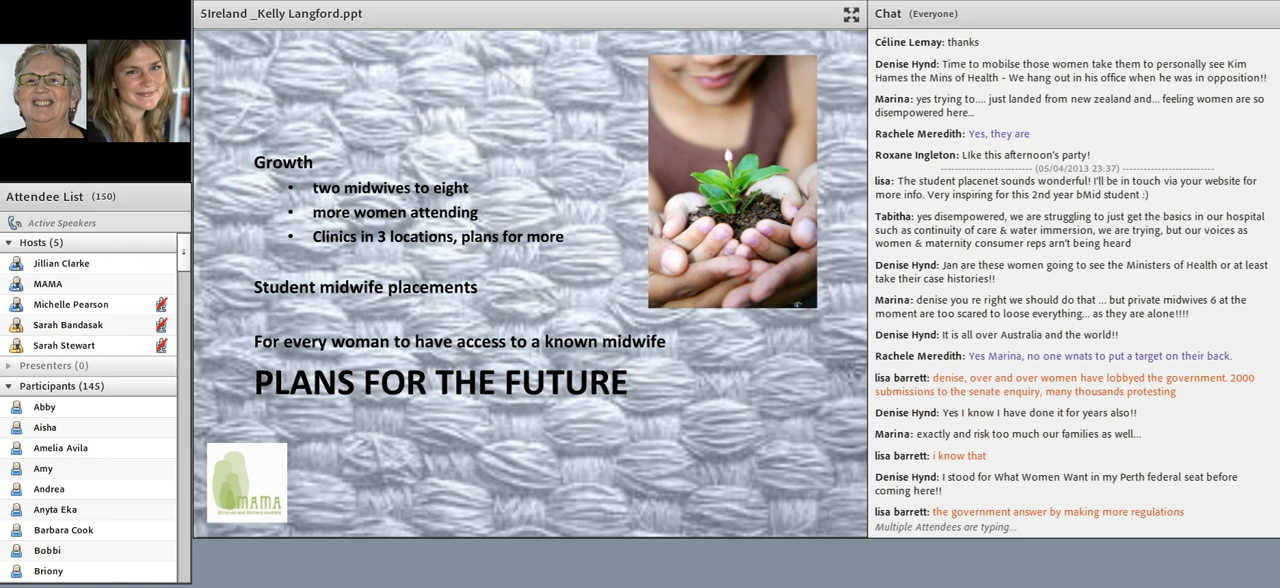 5Ireland _Kelly Langford.ppt
Attendee List (150)
Active Speakers
Hosts (5)
Jillian Clarke
MAMA
Michelle Pearson
Sarah Bandasak
Sarah Stewart
Presenters (0)
Participants (145)
Abby
Aisha
Amelia Avila
Amy
Andrea
Anyta Eka
Barbara Cook
Bobbi
Briony
Growth
• two midwives to eight
• more women attending
• Clinics in 3 locations, plans for more
Student midwife placements
For every woman to have access to a known midwife
PLANS FOR THE FUTURE
MAMA
Midwives and Mothers Australia
Chat (Everyone)
Céline Lemay: thanks
Denise Hynd: Time to mobilse those women take them to personally see Kim
Hames the Mins of Health - We hang out in his office when he was in opposition!!
Marina: yes trying to.... just landed from new zealand and... feeling women are so
disempowered here...
Rachele Meredith: Yes, they are
Roxane Ingleton: LIke this afternoon's party!
------------------------- (05/04/2013 23:37) -------------------------
lisa: The student placenet sounds wonderful! I'll be in touch via your website for
more info. Very inspiring for this 2nd year bMid student :)
Tabitha: yes disempowered, we are struggling to just get the basics in our hospital
such as continuity of care & water immersion, we are trying, but our voices as
women & maternity consumer reps arn't being heard
Denise Hynd: Jan are these women going to see the Ministers of Health or at least
take their case histories!!
Marina: denise you re right we should do that ... but private midwives 6 at the
moment are too scared to loose everything... as they are alone!!!!
Denise Hynd: It is all over Australia and the world!!
Rachele Meredith: Yes Marina, no one wnats to put a target on their back.
lisa barrett: denise, over and over women have lobbyed the government. 2000
submissions to the senate enquiry, many thousands protesting
Denise Hynd: Yes I know I have done it for years also!!
Marina: exactly and risk too much our families as well...
lisa barrett: i know that
Denise Hynd: I stood for What Women Want in my Perth federal seat before
coming here!!
lisa barrett: the government answer by making more regulations
Multiple Attendees are typing...